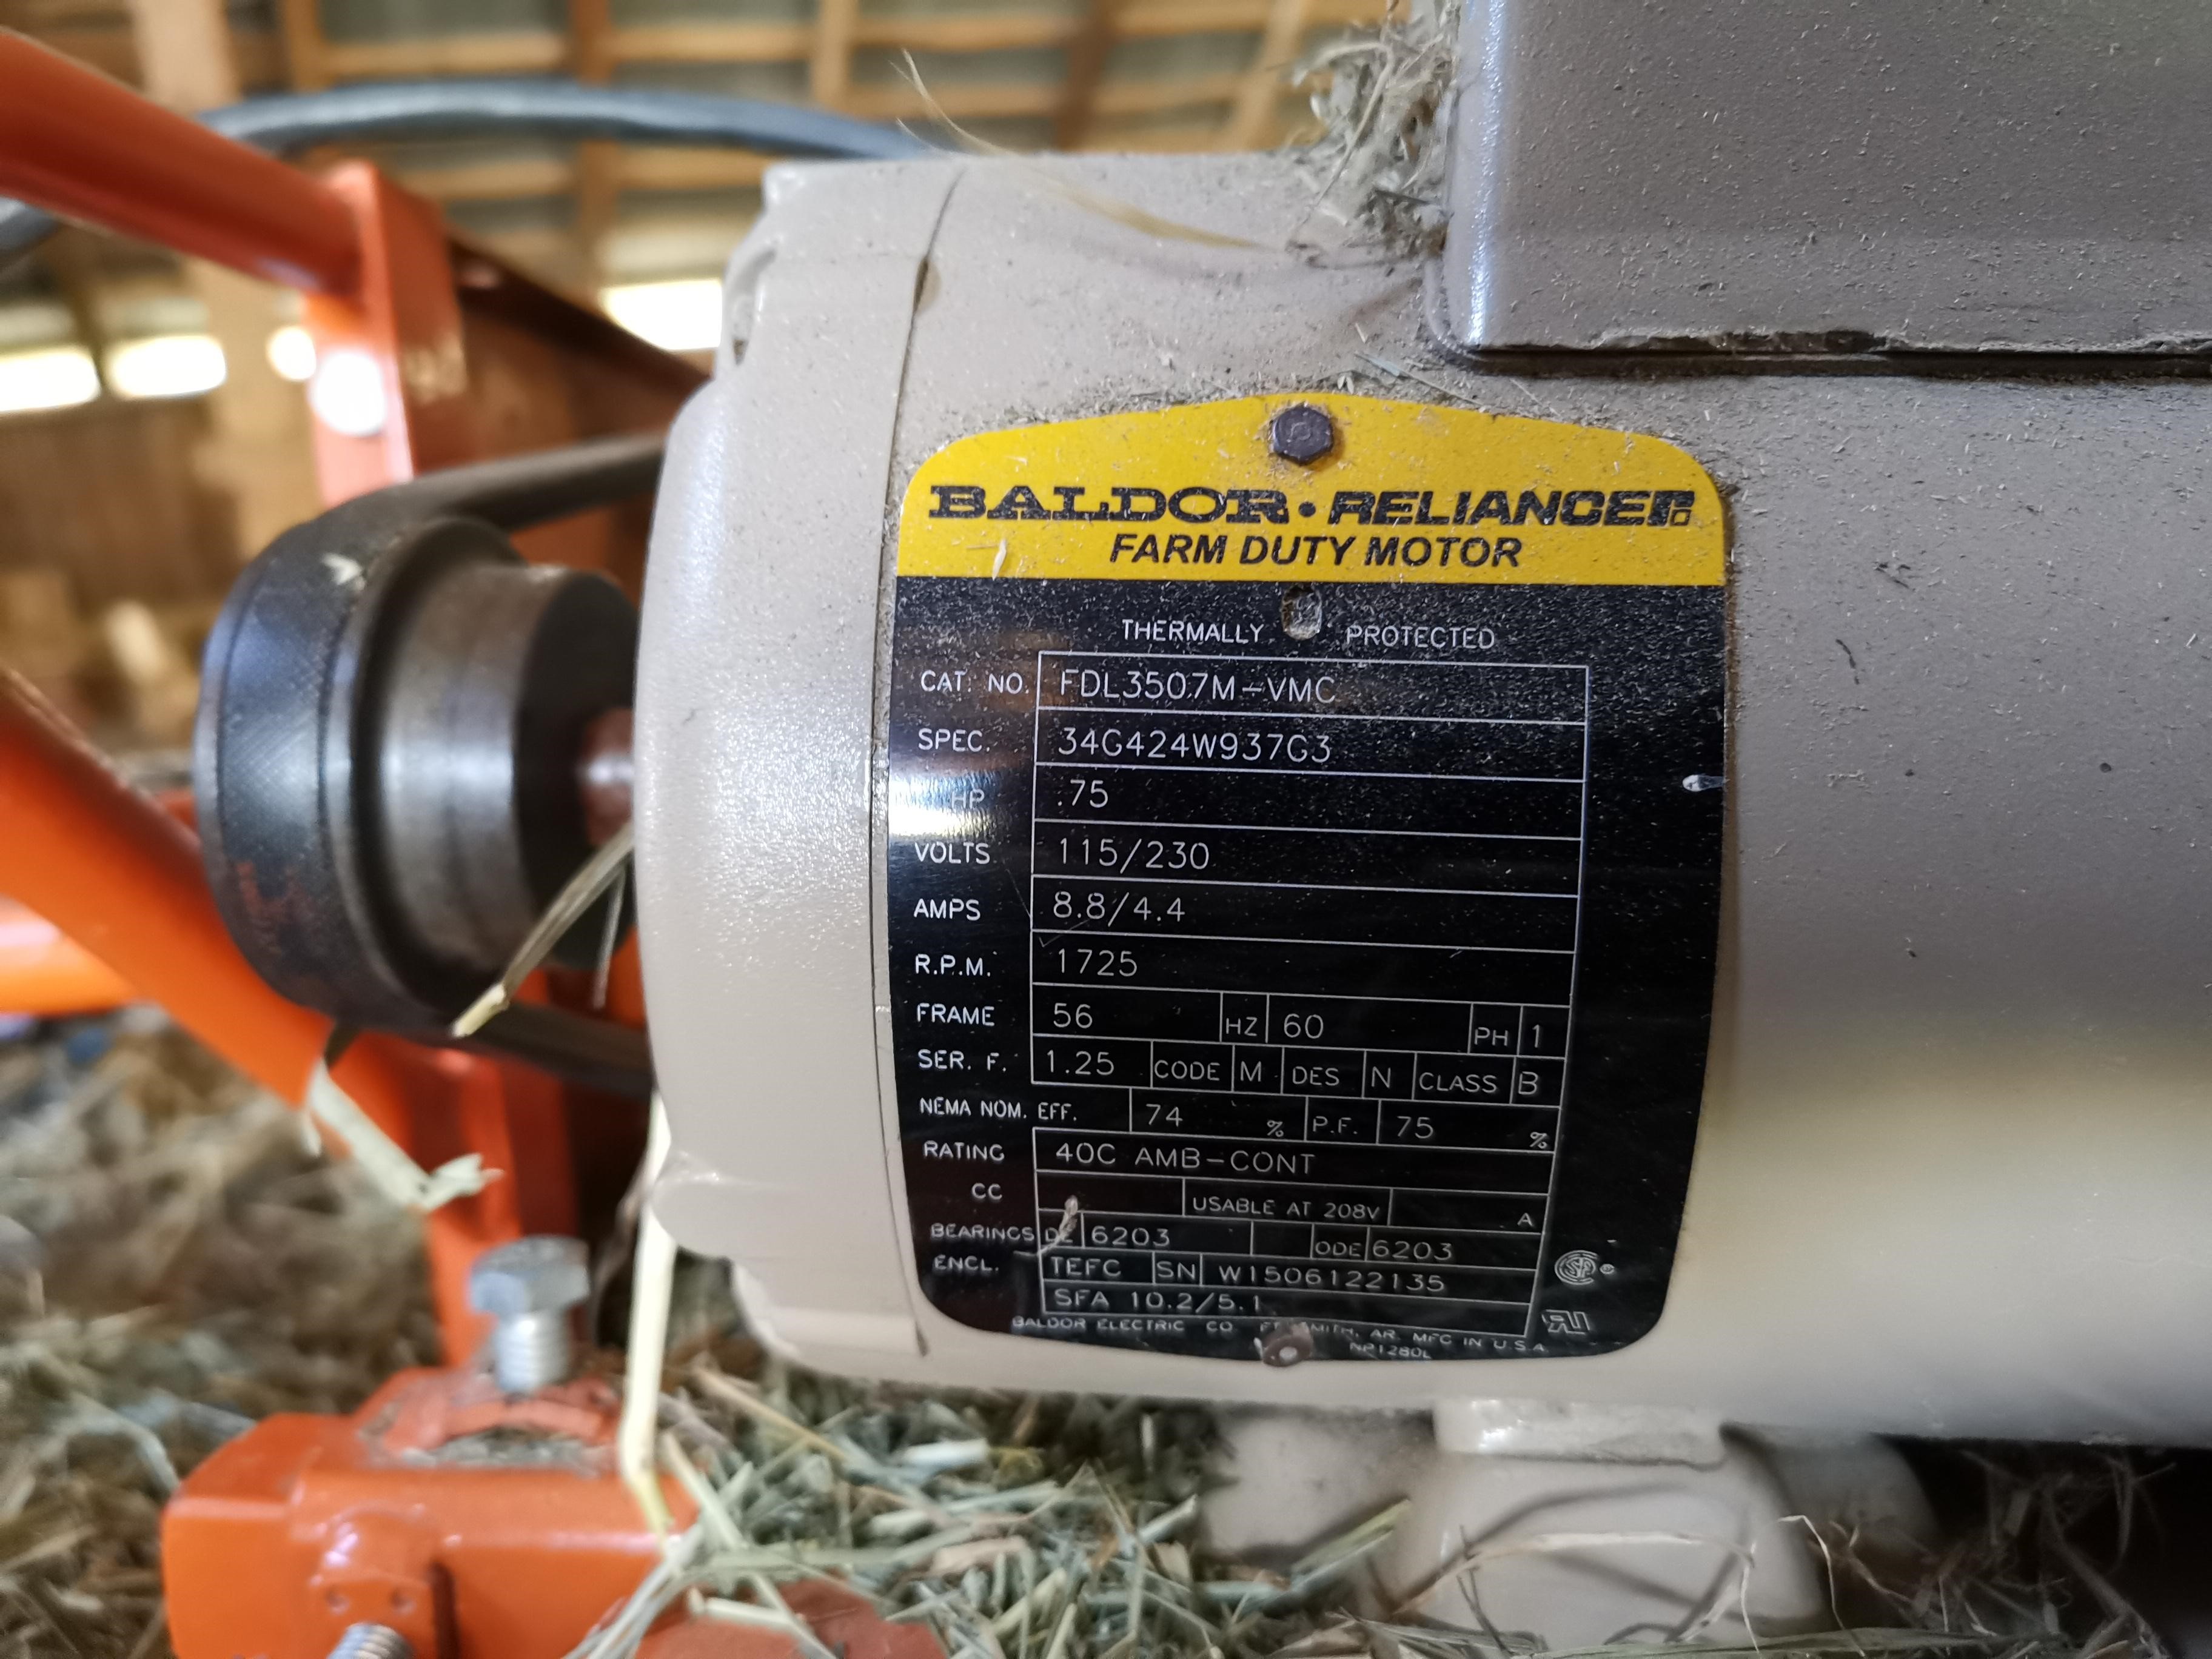 BALDOR • RELIANCE
FARM DUTY MOTOR
THERMALLY PROTECTED
CAT. NO. FDL3507M-VMC
SPEC. 34G424W937G3
HP .75
VOLTS 115/230
AMPS 8.8/4.4
R.P.M. 1725
FRAME 56 HZ 60 PH 1
SER. F. 1.25 CODE M DES N CLASS B
NEMA NOM. EFF. 74 % P.F. 75 %
RATING 40C AMB-CONT
CC USABLE AT 208V A
BEARINGS DE 6203 ODE 6203
ENCL. TEFC SN W1506122135
SFA 10.2/5.1
BALDOR ELECTRIC CO. FT. SMITH, AR. MFG IN U.S.A.
NP1280L